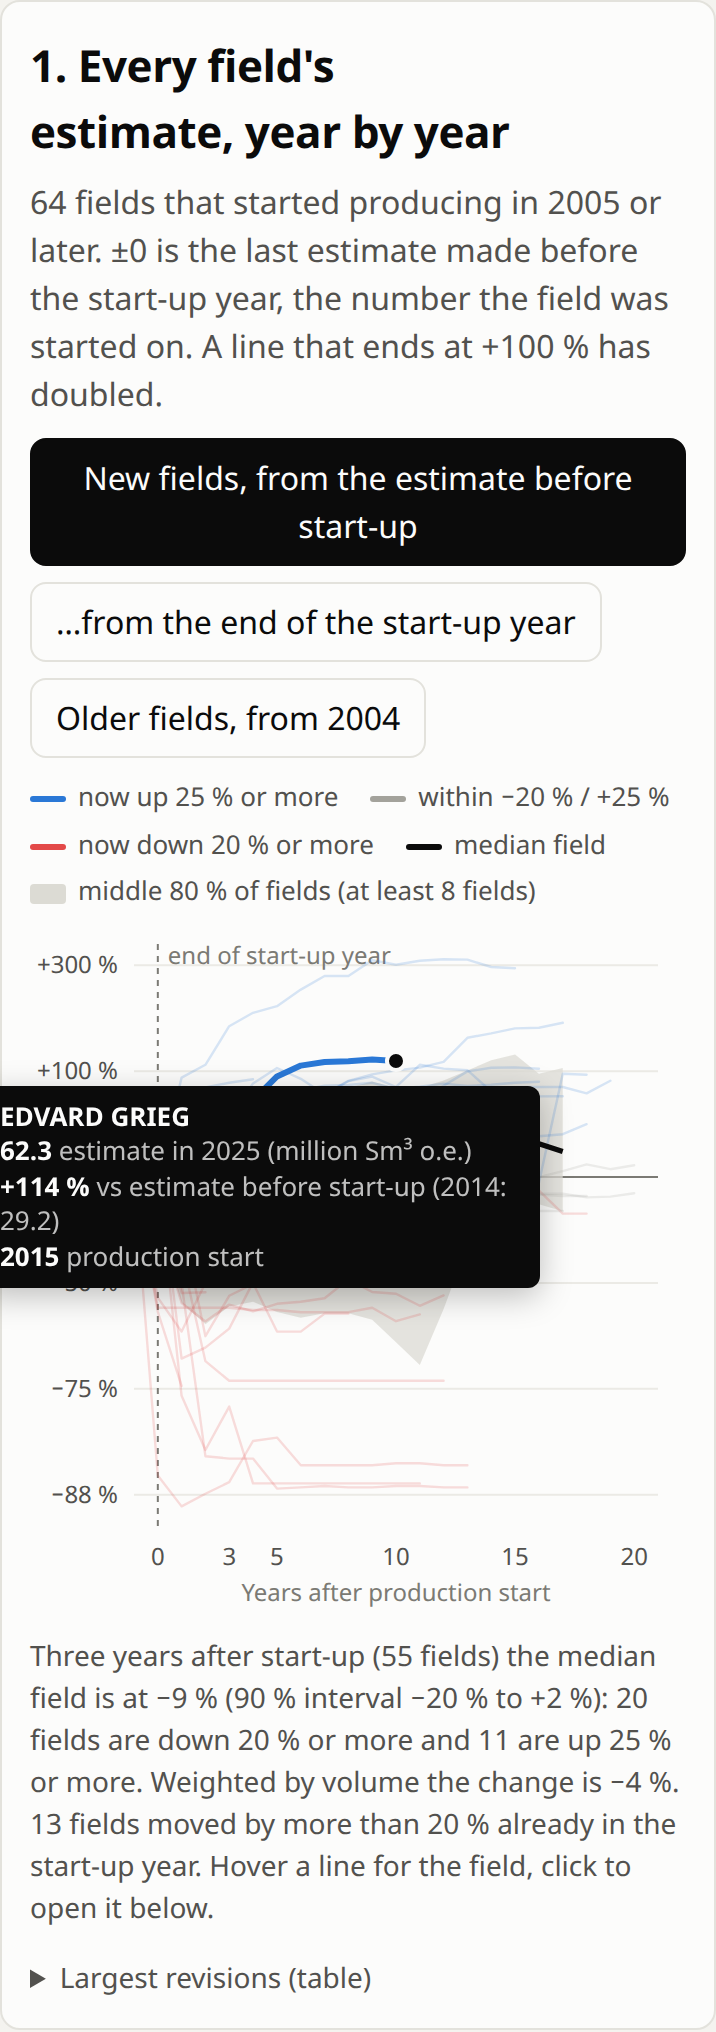 1. Every field's
estimate, year by year
64 fields that started producing in 2005 or
later. ±0 is the last estimate made before
the start-up year, the number the field was
started on. A line that ends at +100 % has
doubled.
New fields, from the estimate before
start-up
...from the end of the start-up year
Older fields, from 2004
now up 25 % or more
within −20 % / +25 %
now down 20 % or more
median field
middle 80 % of fields (at least 8 fields)
end of start-up year
+300 %
+100 %
EDVARD GRIEG
62.3 estimate in 2025 (million Sm³ o.e.)
+114 % vs estimate before start-up (2014:
29.2)
2015 production start
−75 %
−88 %
0 3 5 10 15 20
Years after production start
Three years after start-up (55 fields) the median
field is at −9 % (90 % interval −20 % to +2 %): 20
fields are down 20 % or more and 11 are up 25 %
or more. Weighted by volume the change is −4 %.
13 fields moved by more than 20 % already in the
start-up year. Hover a line for the field, click to
open it below.
Largest revisions (table)